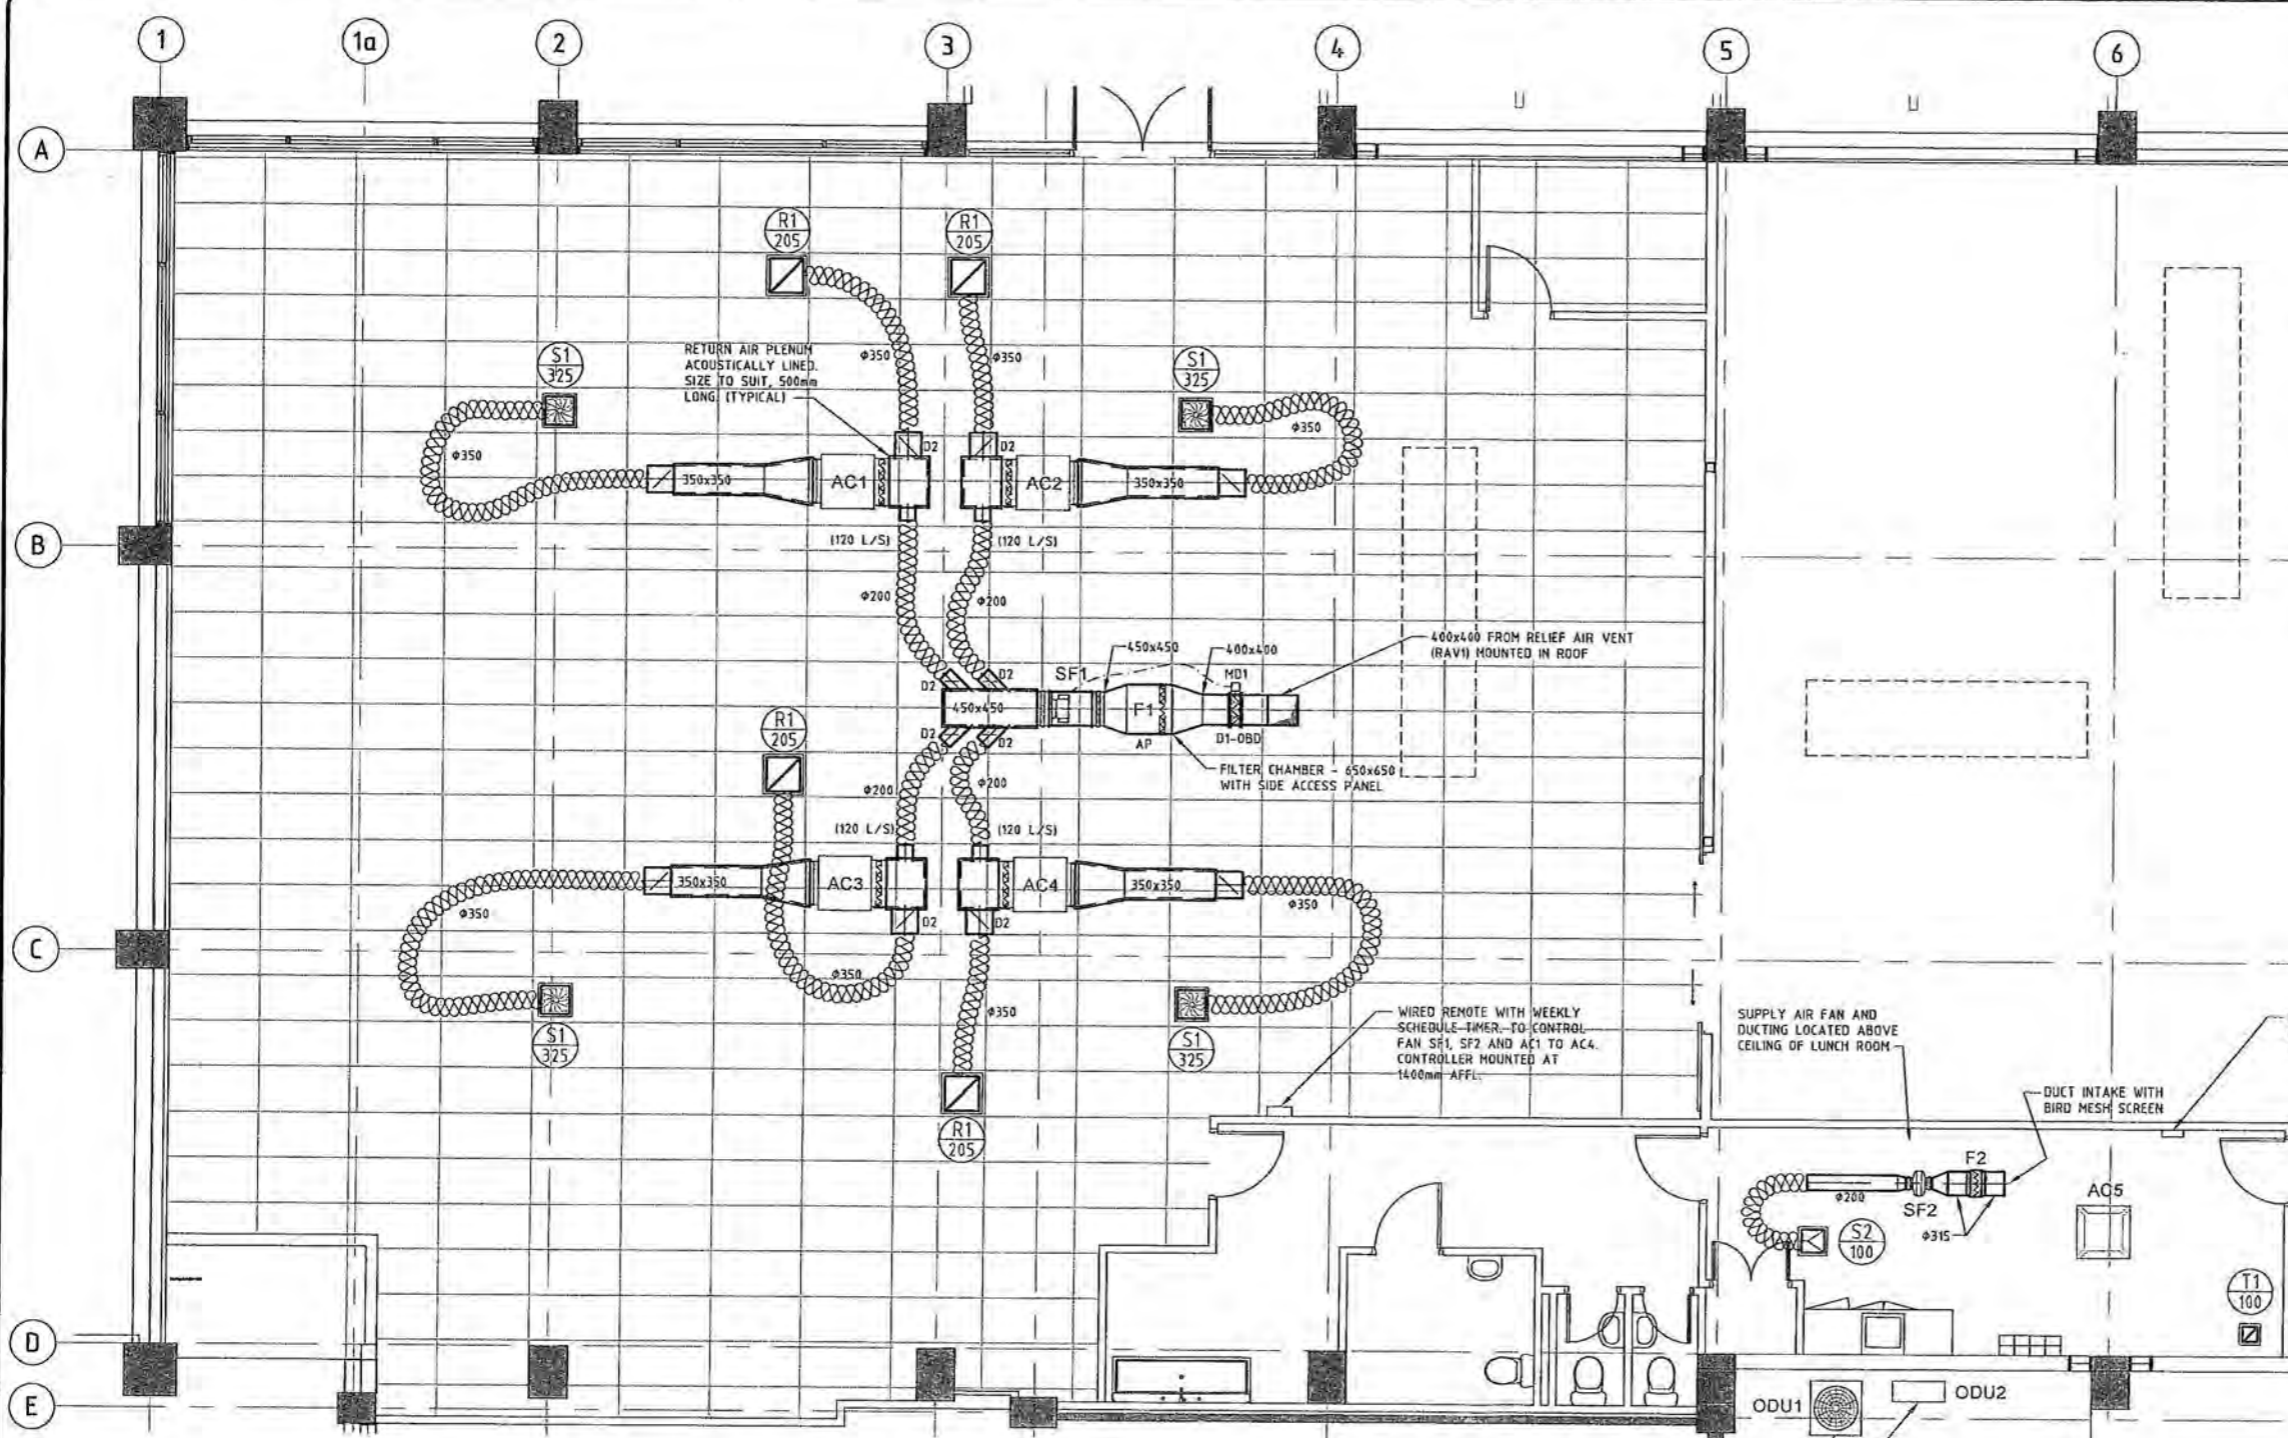 1
1a
2
3
4
5
6
A
B
C
D
E
R1
205
R1
205
RETURN AIR PLENUM
ACOUSTICALLY LINED.
SIZE TO SUIT, 500mm
LONG. (TYPICAL)
S1
325
S1
325
Φ350
Φ350
Φ350
Φ350
D2
D2
350x350
AC1
AC2
350x350
(120 L/S)
(120 L/S)
Φ200
Φ200
400x400 FROM RELIEF AIR VENT
(RAV1) MOUNTED IN ROOF
450x450
400x400
SF1
MD1
D2
D2
450x450
F1
R1
205
D2
D2
AP
D1-OBD
FILTER CHAMBER - 650x650
WITH SIDE ACCESS PANEL
Φ200
Φ200
(120 L/S)
(120 L/S)
350x350
AC3
AC4
350x350
Φ350
D2
D2
Φ350
Φ350
Φ350
S1
325
S1
325
R1
205
WIRED REMOTE WITH WEEKLY
SCHEDULE TIMER. TO CONTROL
FAN SF1, SF2 AND AC1 TO AC4.
CONTROLLER MOUNTED AT
1400mm AFFL.
SUPPLY AIR FAN AND
DUCTING LOCATED ABOVE
CEILING OF LUNCH ROOM
DUCT INTAKE WITH
BIRD MESH SCREEN
F2
Φ200
SF2
Φ315
AC5
S2
100
T1
100
ODU1
ODU2